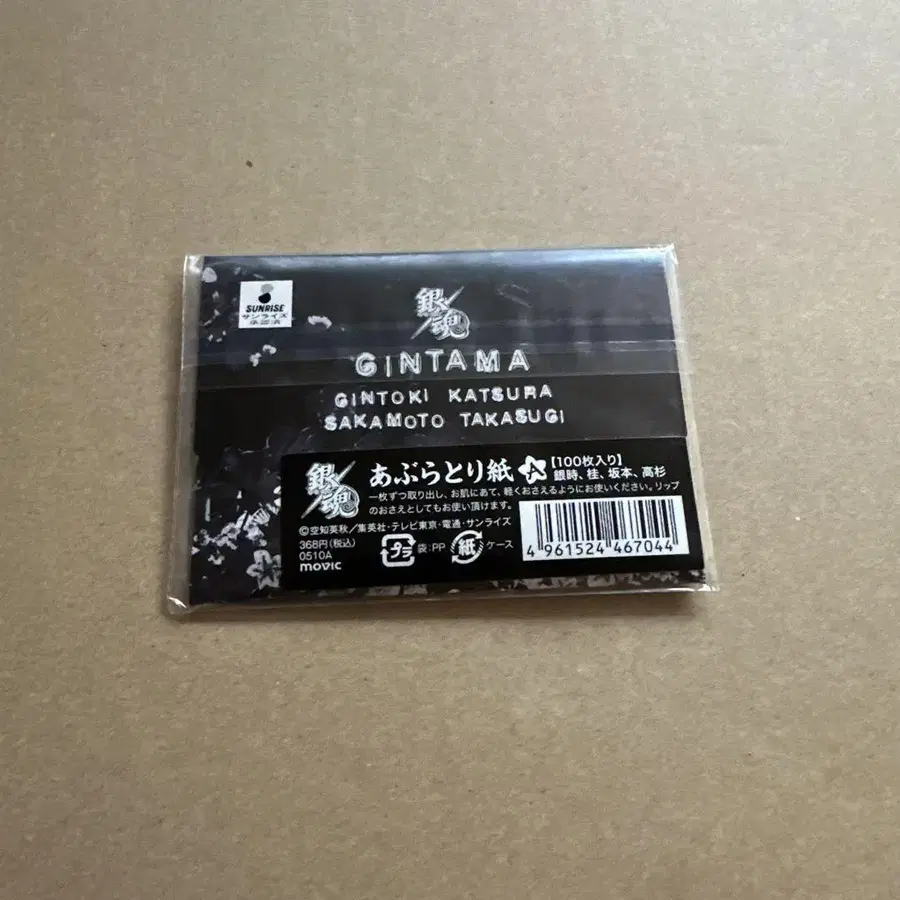 SUNRISE
サンライズ
承認済
銀魂
GINTAMA
GINTOKI KATSURA
SAKAMOTO TAKASUGI
銀魂
あぶらとり紙 A 【100枚入り】
銀時、桂、坂本、高杉
一枚ずつ取り出し、お肌にあて、軽くおさえるようにお使いください。リップ
のおさえとしてもお使い頂けます。
©空知英秋／集英社・テレビ東京・電通・サンライズ
368円(税込)
0510A
movic
プラ 袋:PP 紙 ケース
4 961524 467044